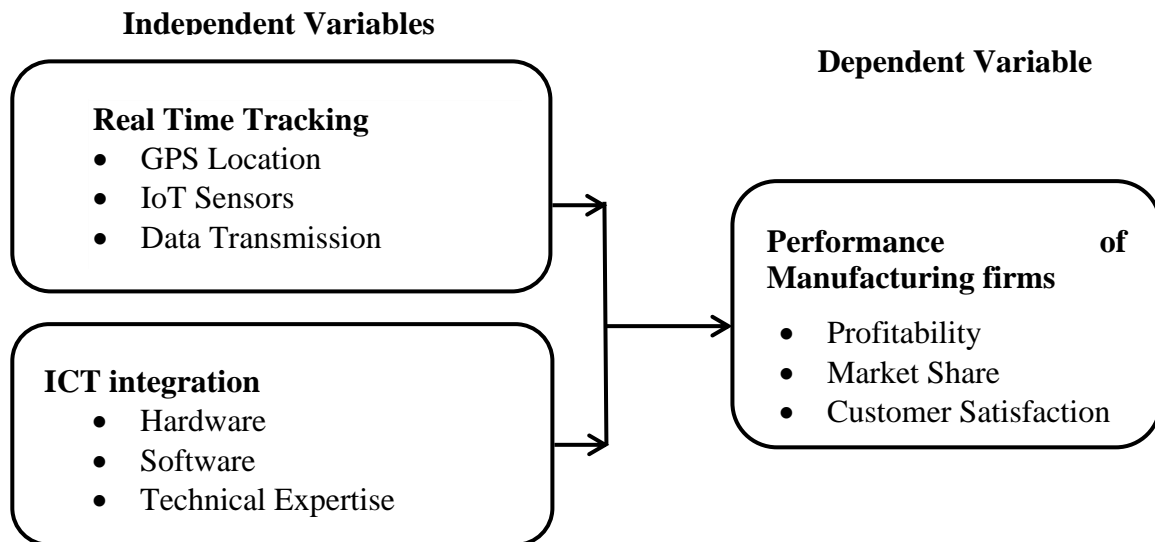 Independent Variables
Real Time Tracking
• GPS Location
• IoT Sensors
• Data Transmission
ICT integration
• Hardware
• Software
• Technical Expertise
Dependent Variable
Performance of
Manufacturing firms
• Profitability
• Market Share
• Customer Satisfaction